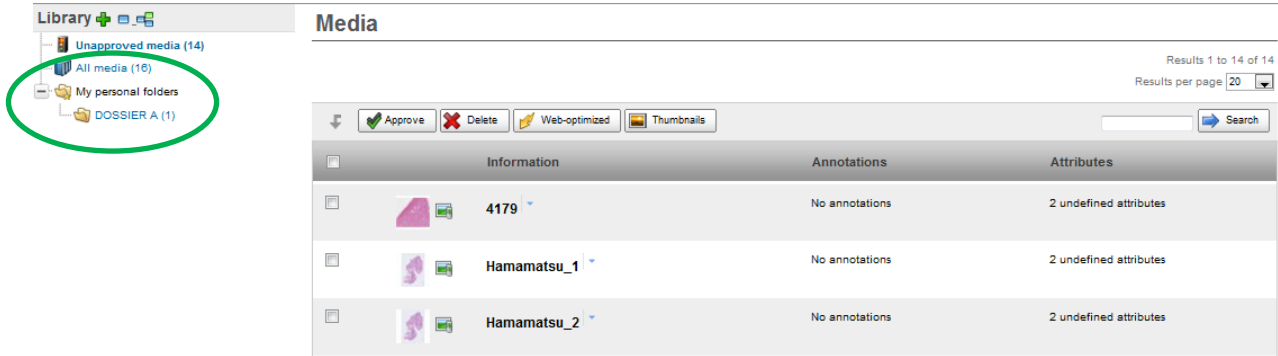 Library
Unapproved media (14)
All media (16)
My personal folders
DOSSIER A (1)
Media
Results 1 to 14 of 14
Results per page 20
Approve Delete Web-optimized Thumbnails Search
Information Annotations Attributes
4179 No annotations 2 undefined attributes
Hamamatsu_1 No annotations 2 undefined attributes
Hamamatsu_2 No annotations 2 undefined attributes